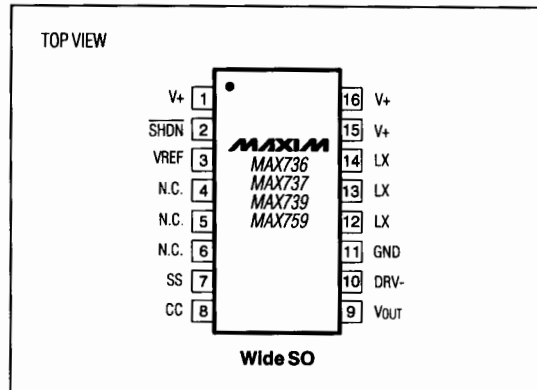 TOP VIEW
V+ 1
SHDN 2
VREF 3
N.C. 4
N.C. 5
N.C. 6
SS 7
CC 8
MAXIM
MAX736
MAX737
MAX739
MAX759
16 V+
15 V+
14 LX
13 LX
12 LX
11 GND
10 DRV-
9 VOUT
Wide SO